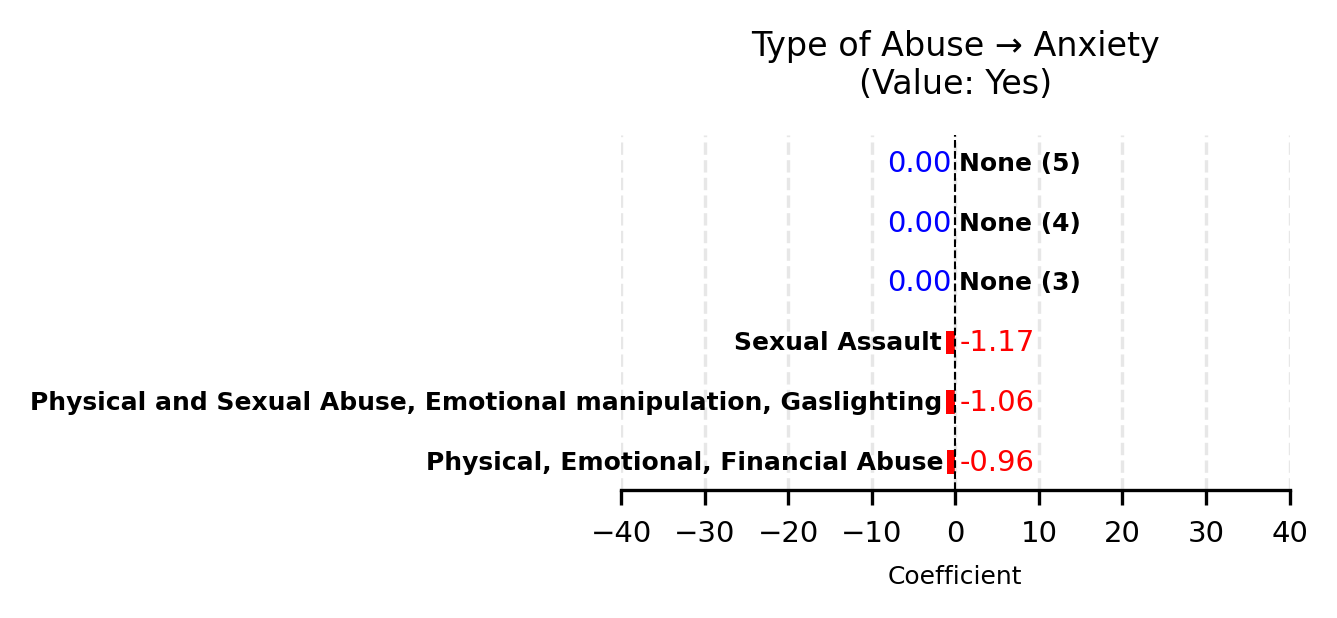 Type of Abuse → Anxiety
(Value: Yes)
0.00 None (5)
0.00 None (4)
0.00 None (3)
Sexual Assault -1.17
Physical and Sexual Abuse, Emotional manipulation, Gaslighting -1.06
Physical, Emotional, Financial Abuse -0.96
−40 −30 −20 −10 0 10 20 30 40
Coefficient